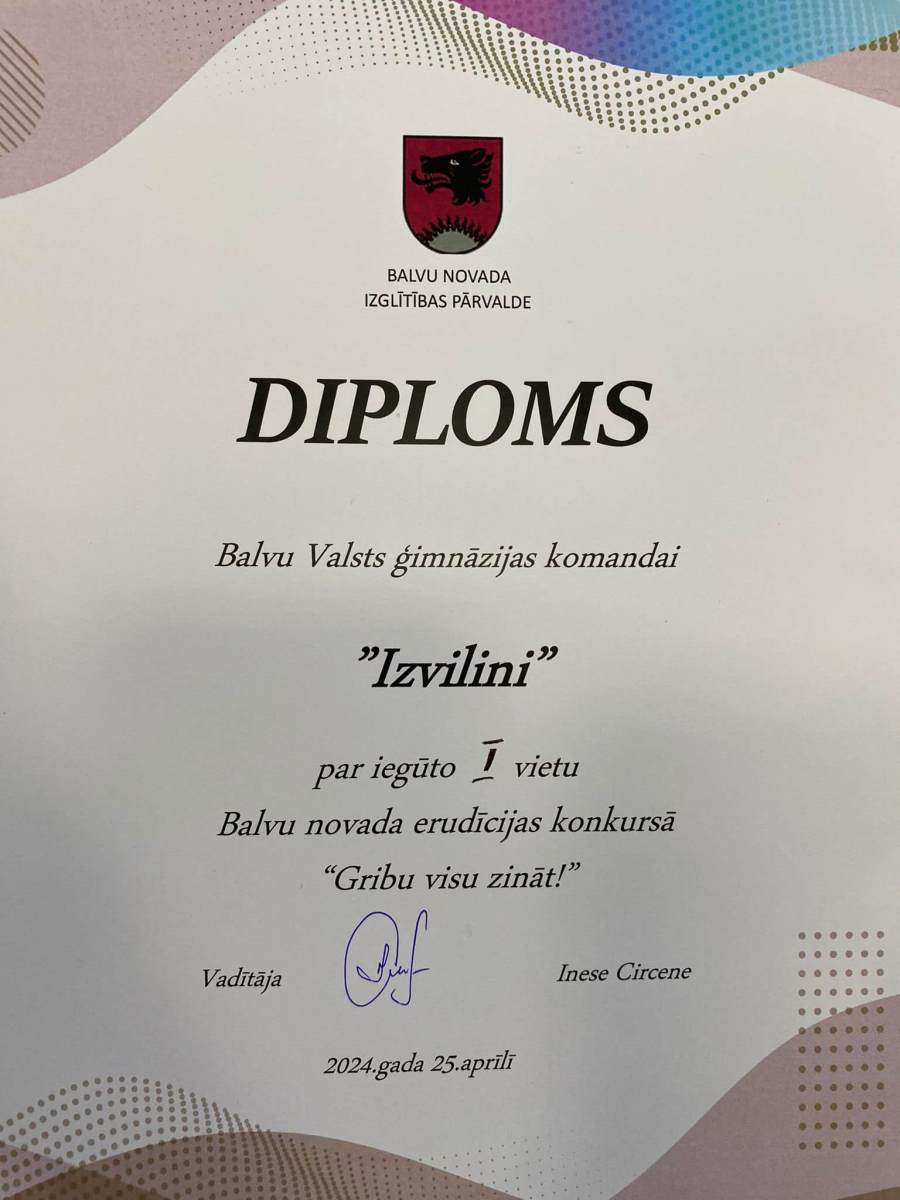 BALVU NOVADA
IZGLĪTĪBAS PĀRVALDE
DIPLOMS
Balvu Valsts ģimnāzijas komandai
”Izvilini”
par iegūto I vietu
Balvu novada erudīcijas konkursā
“Gribu visu zināt!”
Vadītāja Inese Circene
2024.gada 25.aprīlī